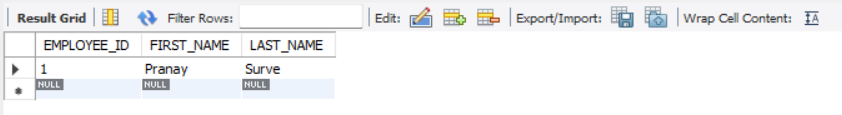 Result Grid Filter Rows: Edit: Export/Import: Wrap Cell Content: IA
EMPLOYEE_ID FIRST_NAME LAST_NAME
1 Pranay Surve
NULL NULL NULL